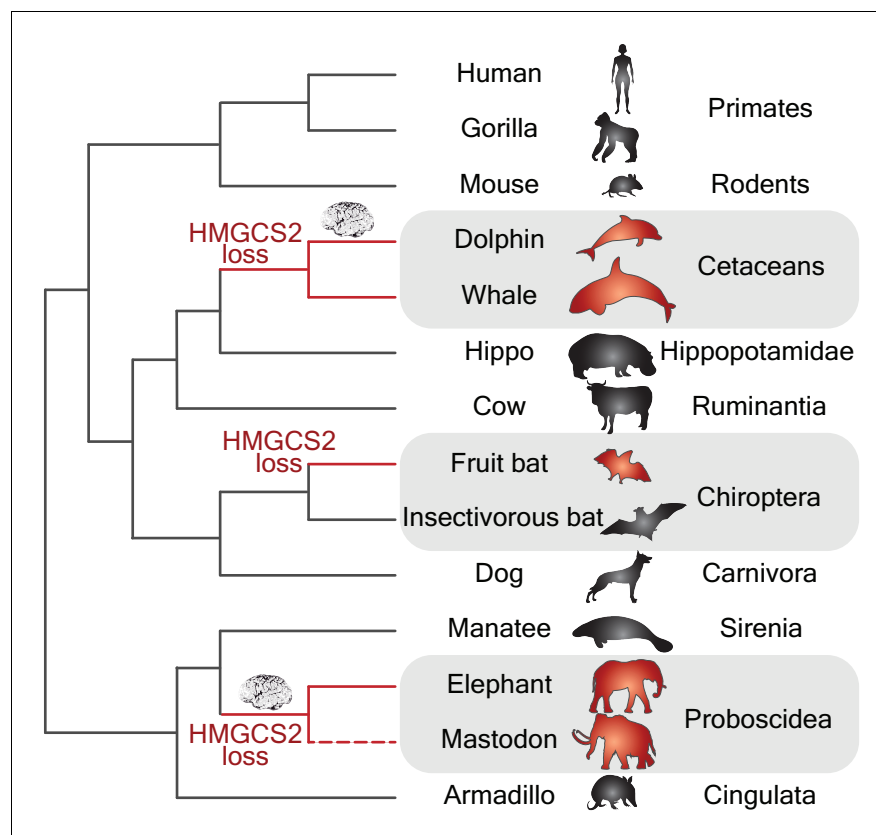 Human
Primates
Gorilla
Mouse Rodents
HMGCS2
loss
Dolphin
Cetaceans
Whale
Hippo Hippopotamidae
Cow Ruminantia
HMGCS2
loss
Fruit bat
Chiroptera
Insectivorous bat
Dog Carnivora
Manatee Sirenia
Elephant
Proboscidea
HMGCS2
loss
Mastodon
Armadillo Cingulata